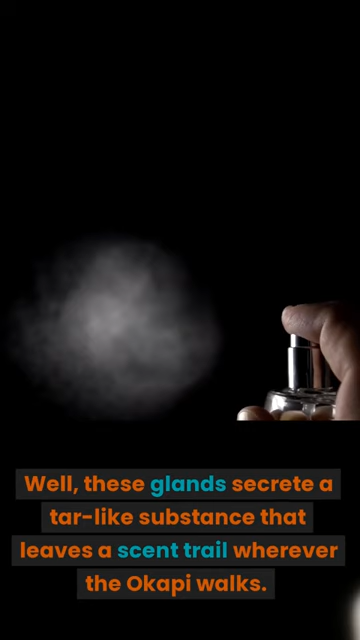 Well, these glands secrete a
tar-like substance that
leaves a scent trail wherever
the Okapi walks.